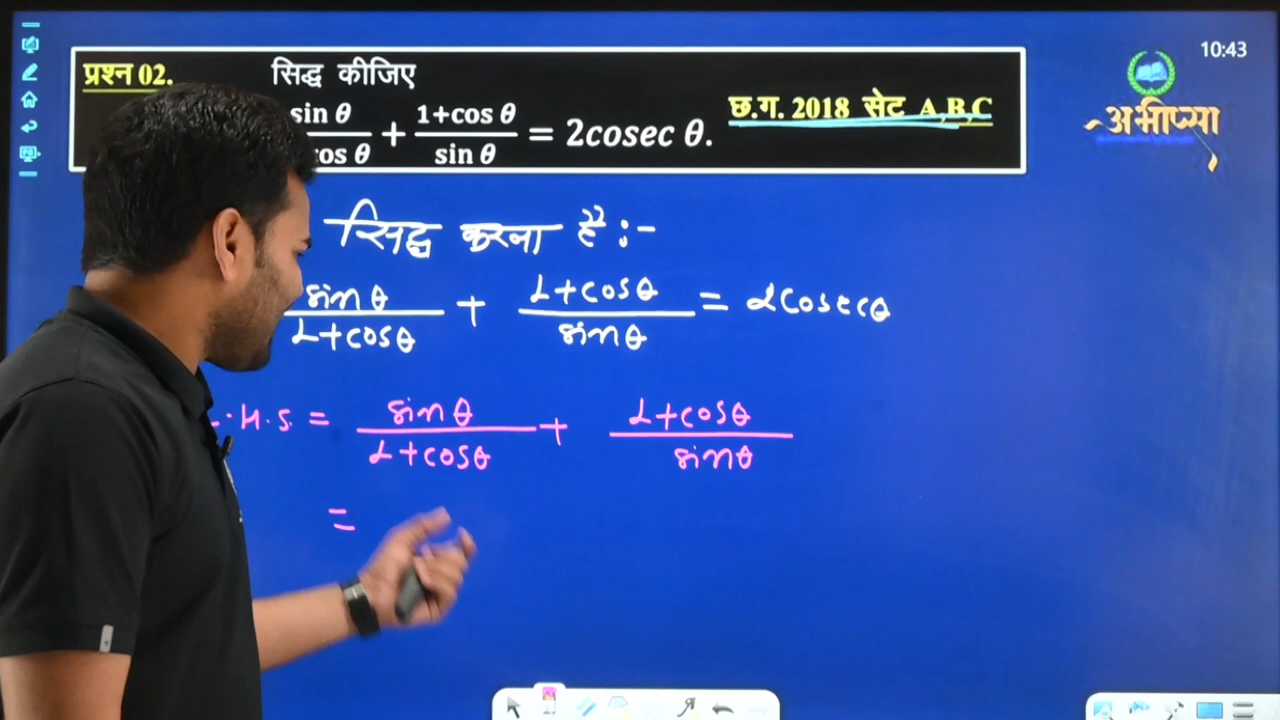 10:43
प्रश्न 02. सिद्ध कीजिए
sin θ / cos θ + 1+cos θ / sin θ = 2cosec θ.
छ.ग. 2018 सेट A,B,C
अभीप्सा
सिद्ध करना है :-
sinθ / 1+cosθ + 1+cosθ / sinθ = 2cosecθ
.H.S. = sinθ / 1+cosθ + 1+cosθ / sinθ
=